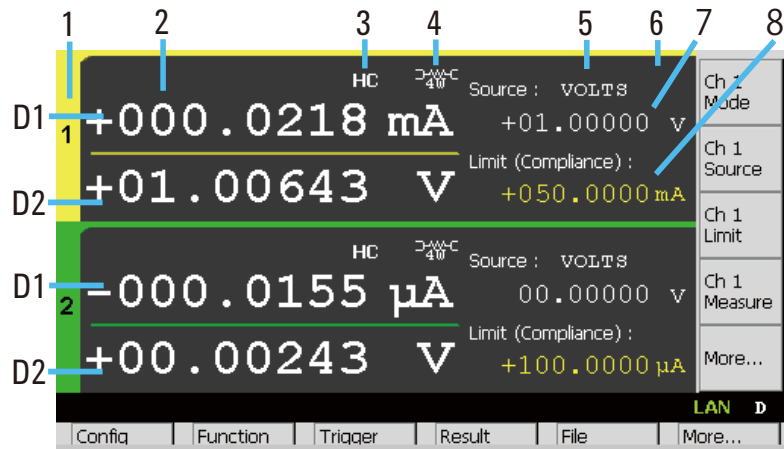 1 2 3 4 5 6 7 8
HC 4W Source : VOLTS Ch 1 Mode
D1 1 +000.0218 mA +01.00000 V
Limit (Compliance) : Ch 1 Source
D2 +01.00643 V +050.0000 mA
Ch 1 Limit
HC 4W Source : VOLTS
D1 2 -000.0155 µA 00.00000 V Ch 1 Measure
Limit (Compliance) :
D2 +00.00243 V +100.0000 µA More...
LAN D
Config Function Trigger Result File More...